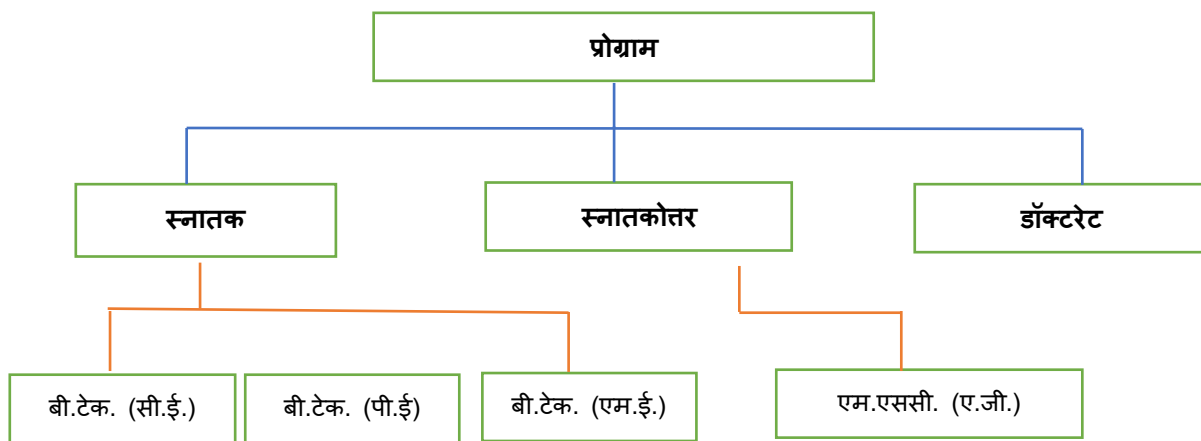 प्रोग्राम
स्नातक
स्नातकोत्तर
डॉक्टरेट
बी.टेक. (सी.ई.)
बी.टेक. (पी.ई)
बी.टेक. (एम.ई.)
एम.एससी. (ए.जी.)